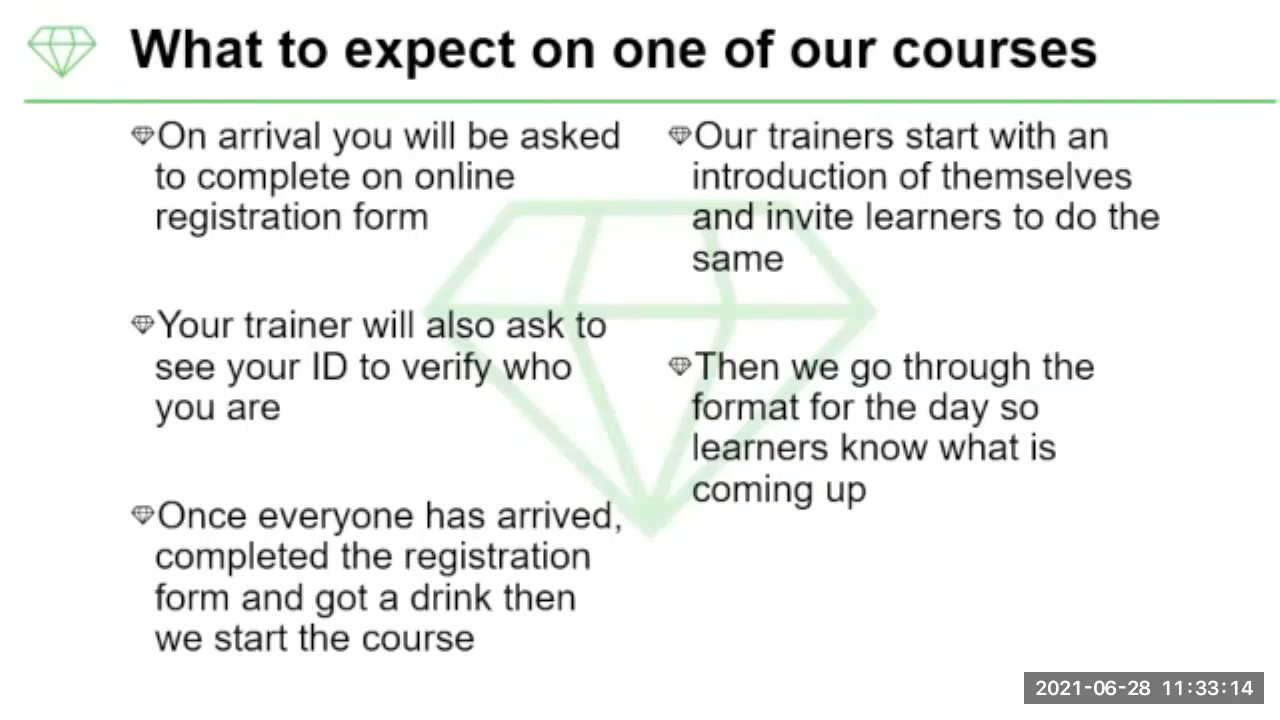 What to expect on one of our courses
On arrival you will be asked
to complete on online
registration form
Your trainer will also ask to
see your ID to verify who
you are
Once everyone has arrived,
completed the registration
form and got a drink then
we start the course
Our trainers start with an
introduction of themselves
and invite learners to do the
same
Then we go through the
format for the day so
learners know what is
coming up
2021-06-28 11:33:14